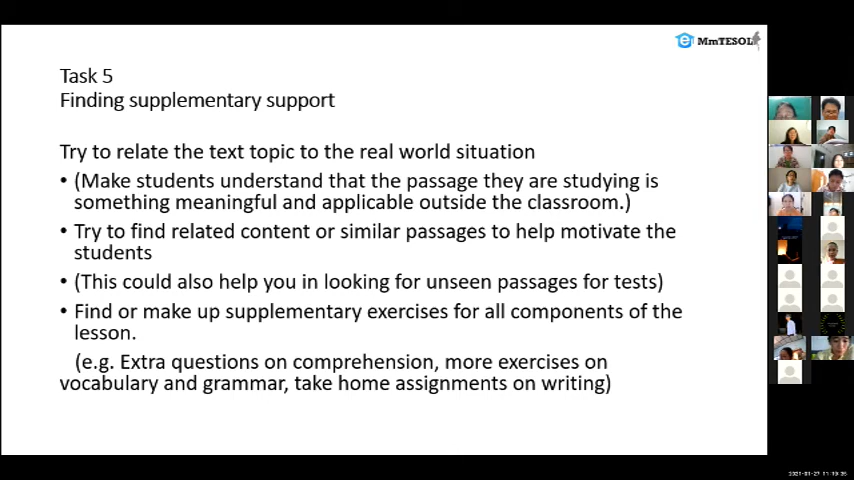 MmTESOL
Task 5
Finding supplementary support
Try to relate the text topic to the real world situation
• (Make students understand that the passage they are studying is
something meaningful and applicable outside the classroom.)
• Try to find related content or similar passages to help motivate the
students
• (This could also help you in looking for unseen passages for tests)
• Find or make up supplementary exercises for all components of the
lesson.
(e.g. Extra questions on comprehension, more exercises on
vocabulary and grammar, take home assignments on writing)